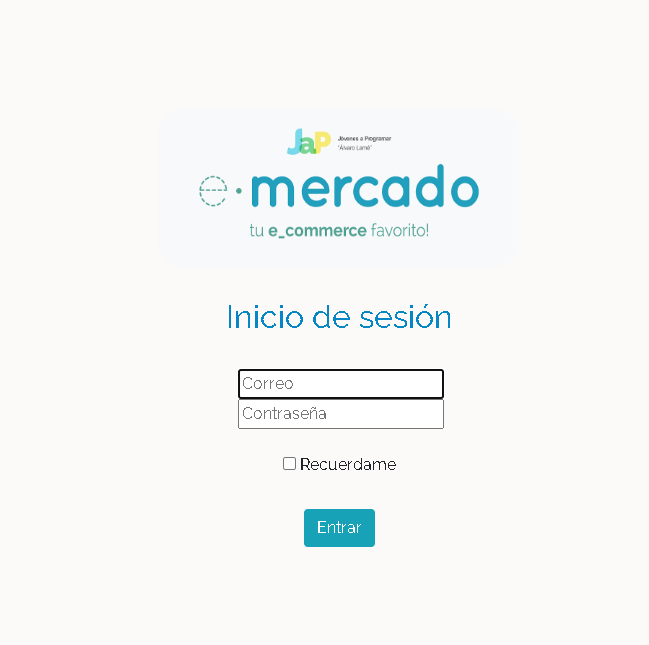 JaP Jóvenes a Programar
"Álvaro Lamé"
e·mercado
tu e_commerce favorito!
Inicio de sesión
Correo
Contraseña
Recuerdame
Entrar